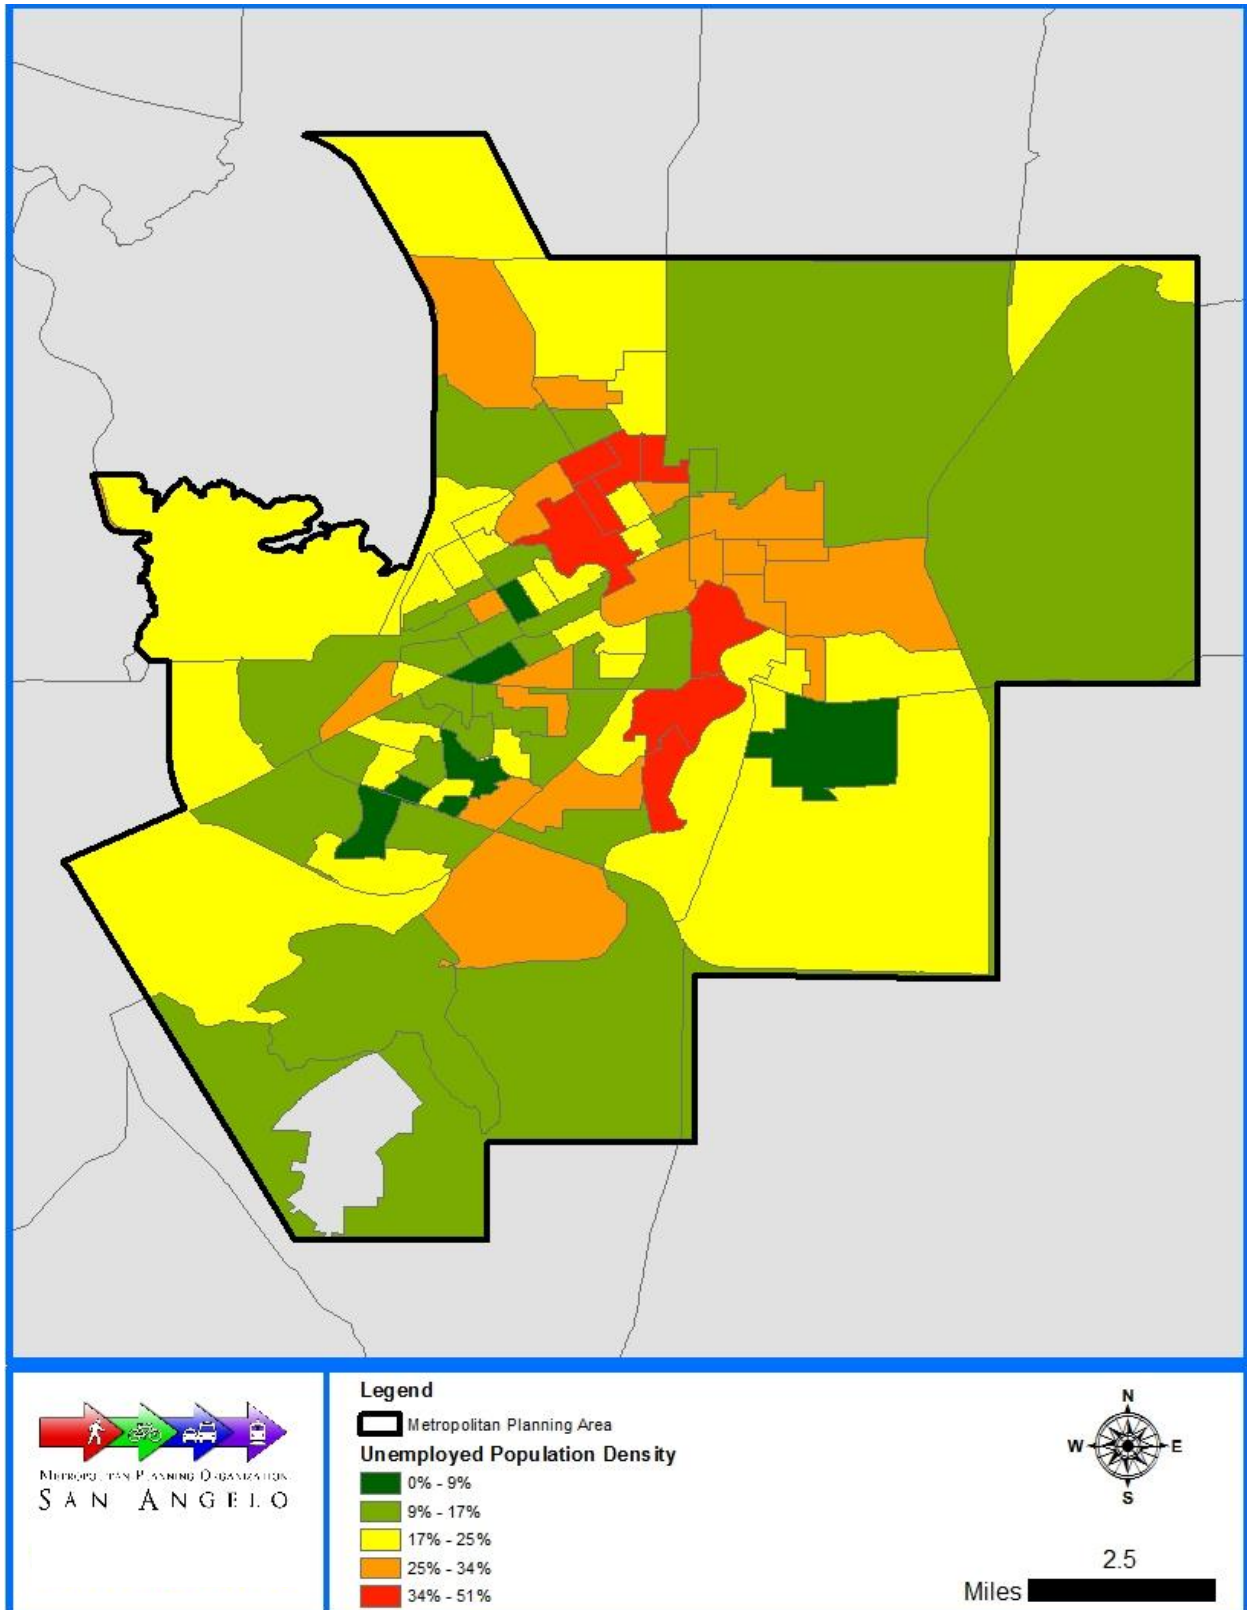 METROPOLITAN PLANNING ORGANIZATION
SAN ANGELO
Legend
Metropolitan Planning Area
Unemployed Population Density
0% - 9%
9% - 17%
17% - 25%
25% - 34%
34% - 51%
N
W E
S
2.5
Miles